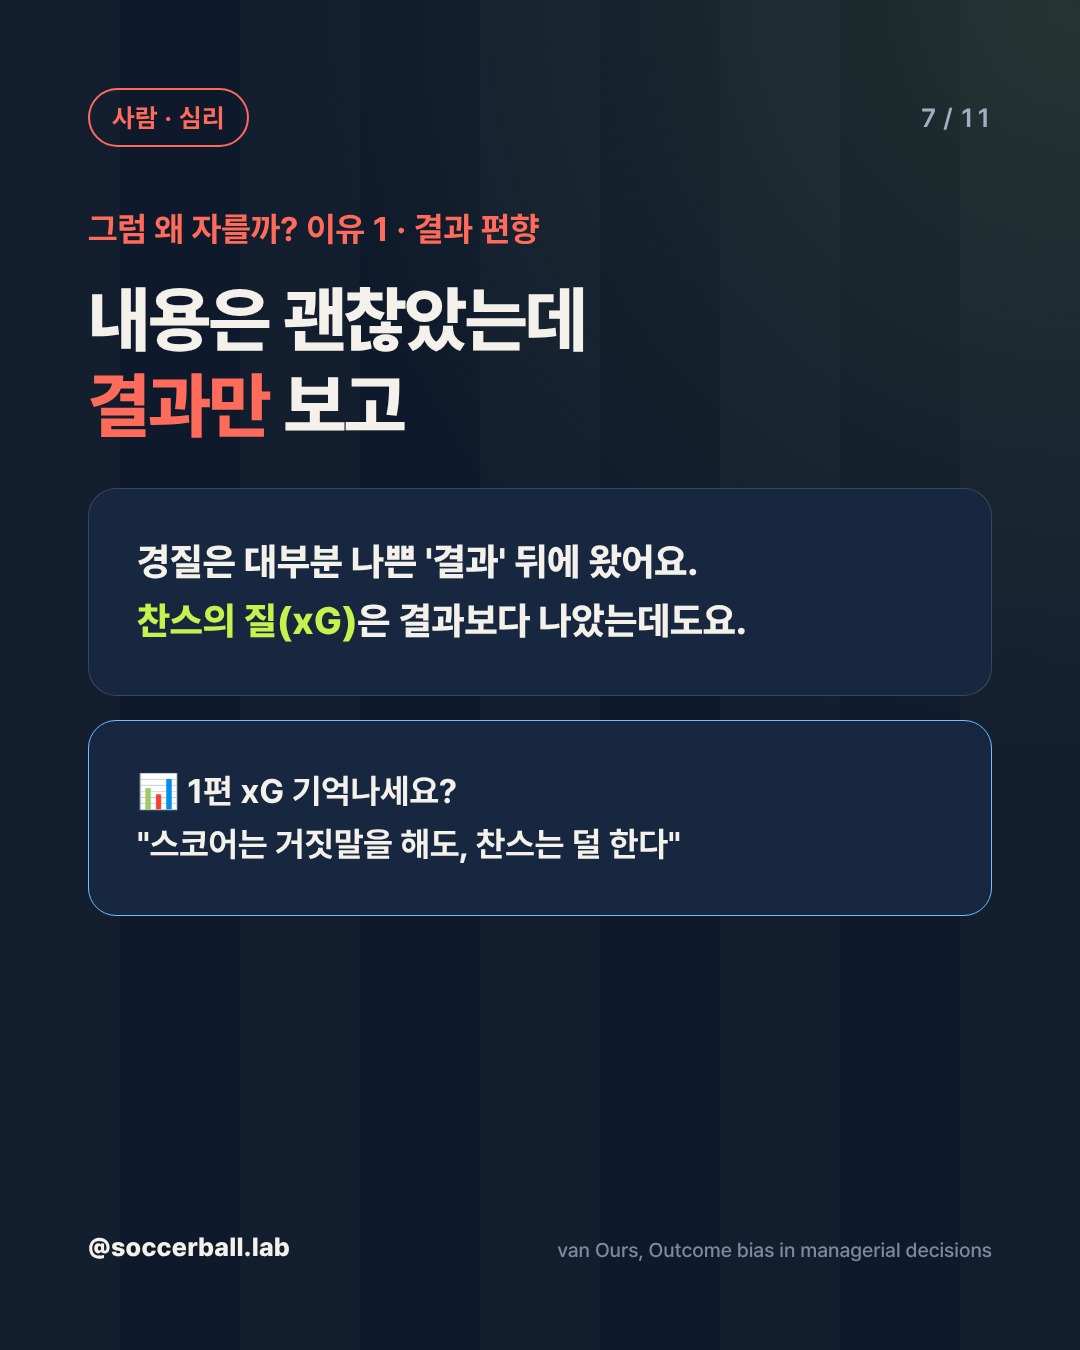 사람 · 심리
7 / 11
그럼 왜 자를까? 이유 1 · 결과 편향
내용은 괜찮았는데
결과만 보고
경질은 대부분 나쁜 '결과' 뒤에 왔어요.
찬스의 질(xG)은 결과보다 나았는데도요.
📊 1편 xG 기억나세요?
"스코어는 거짓말을 해도, 찬스는 덜 한다"
@soccerball.lab
van Ours, Outcome bias in managerial decisions